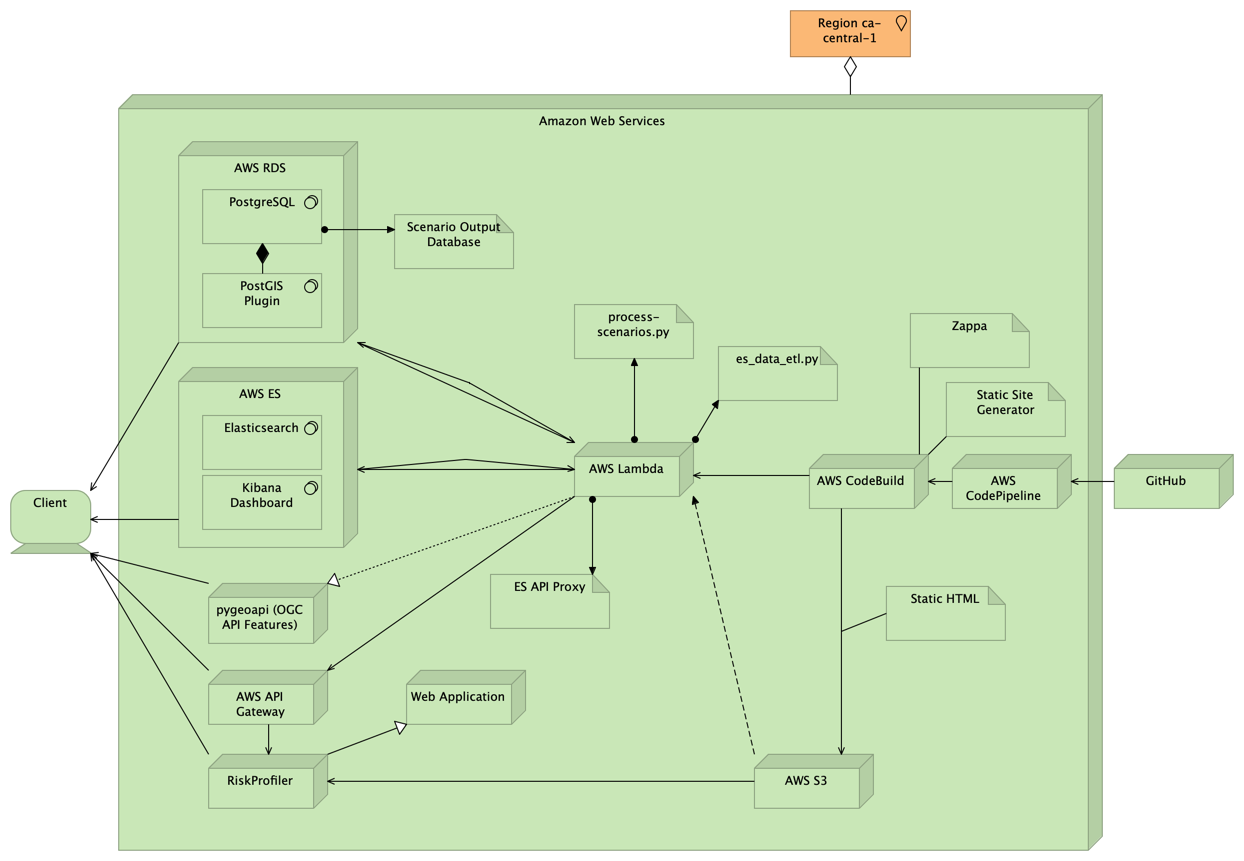 Region ca-
central-1
Amazon Web Services
AWS RDS
PostgreSQL
Scenario Output
Database
PostGIS
Plugin
process-
scenarios.py
Zappa
es_data_etl.py
AWS ES
Static Site
Generator
Elasticsearch
AWS Lambda
AWS CodeBuild
AWS
CodePipeline
GitHub
Kibana
Dashboard
Client
ES API Proxy
Static HTML
pygeoapi (OGC
API Features)
AWS API
Gateway
Web Application
RiskProfiler
AWS S3